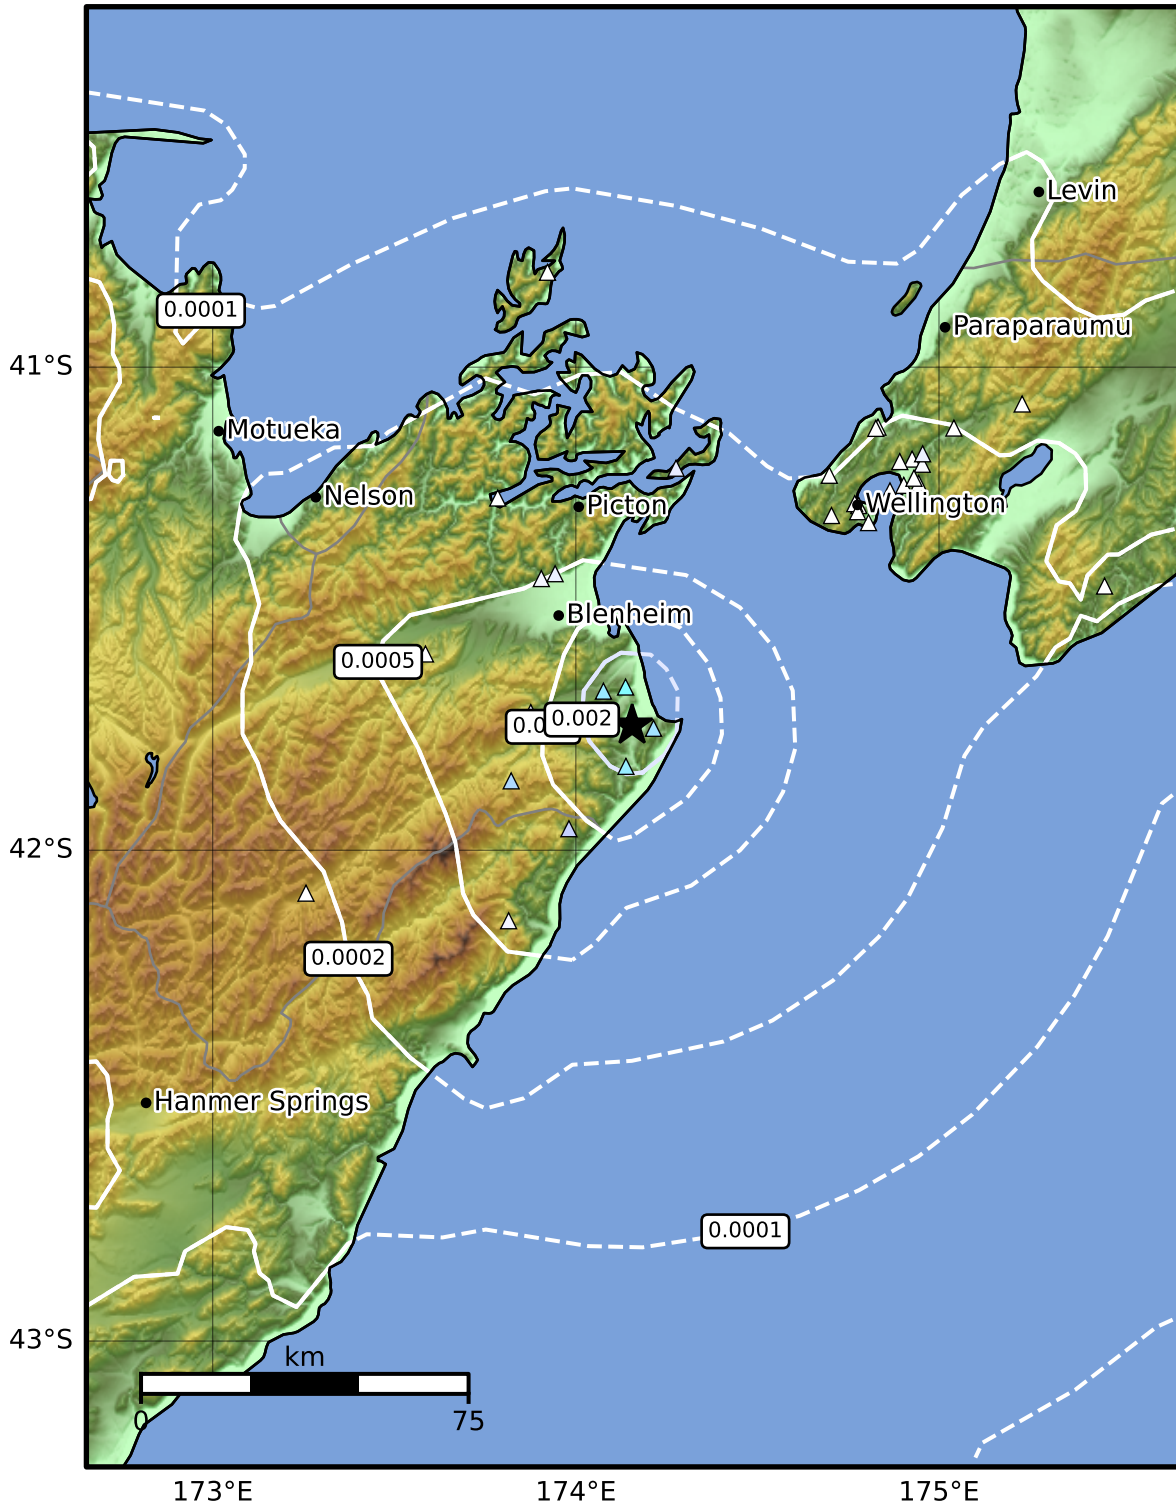 Levin
0.0001
Paraparaumu
41°S
Motueka
Nelson
Picton
Wellington
Blenheim
0.0005
0.002
42°S
0.0002
Hanmer Springs
0.0001
43°S
km
0
75
173°E
174°E
175°E